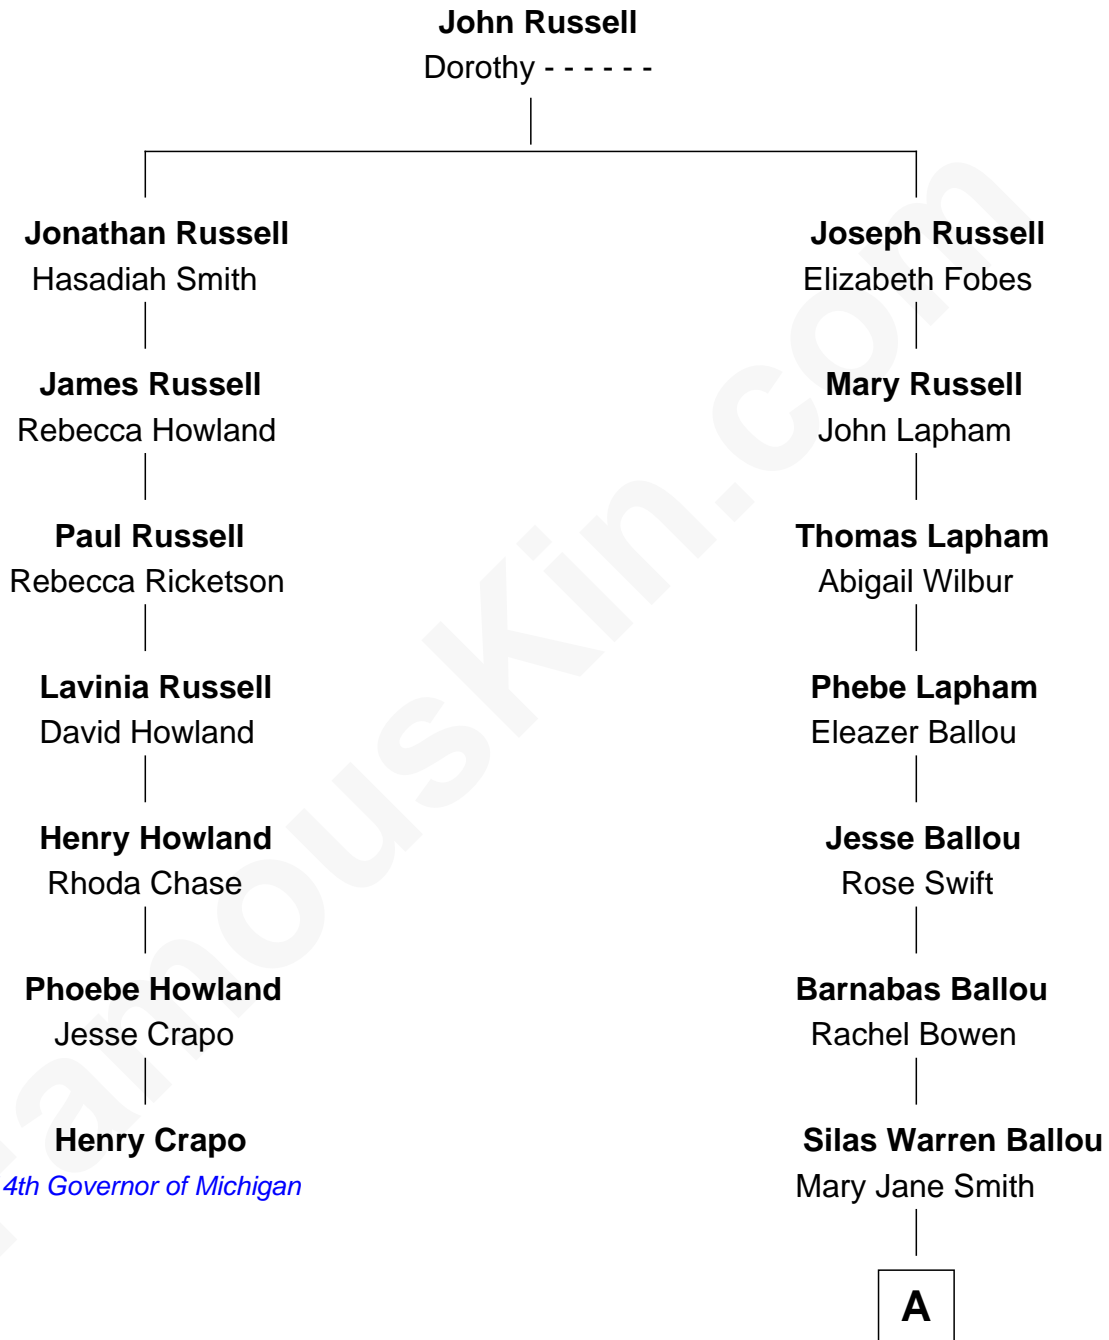 John Russell
Dorothy - - - - - -
Jonathan Russell
Hasadiah Smith
Joseph Russell
Elizabeth Fobes
James Russell
Rebecca Howland
Mary Russell
John Lapham
Paul Russell
Rebecca Ricketson
Thomas Lapham
Abigail Wilbur
Lavinia Russell
David Howland
Phebe Lapham
Eleazer Ballou
Henry Howland
Rhoda Chase
Jesse Ballou
Rose Swift
Phoebe Howland
Jesse Crapo
Barnabas Ballou
Rachel Bowen
Henry Crapo
4th Governor of Michigan
Silas Warren Ballou
Mary Jane Smith
A
FamousKin.com